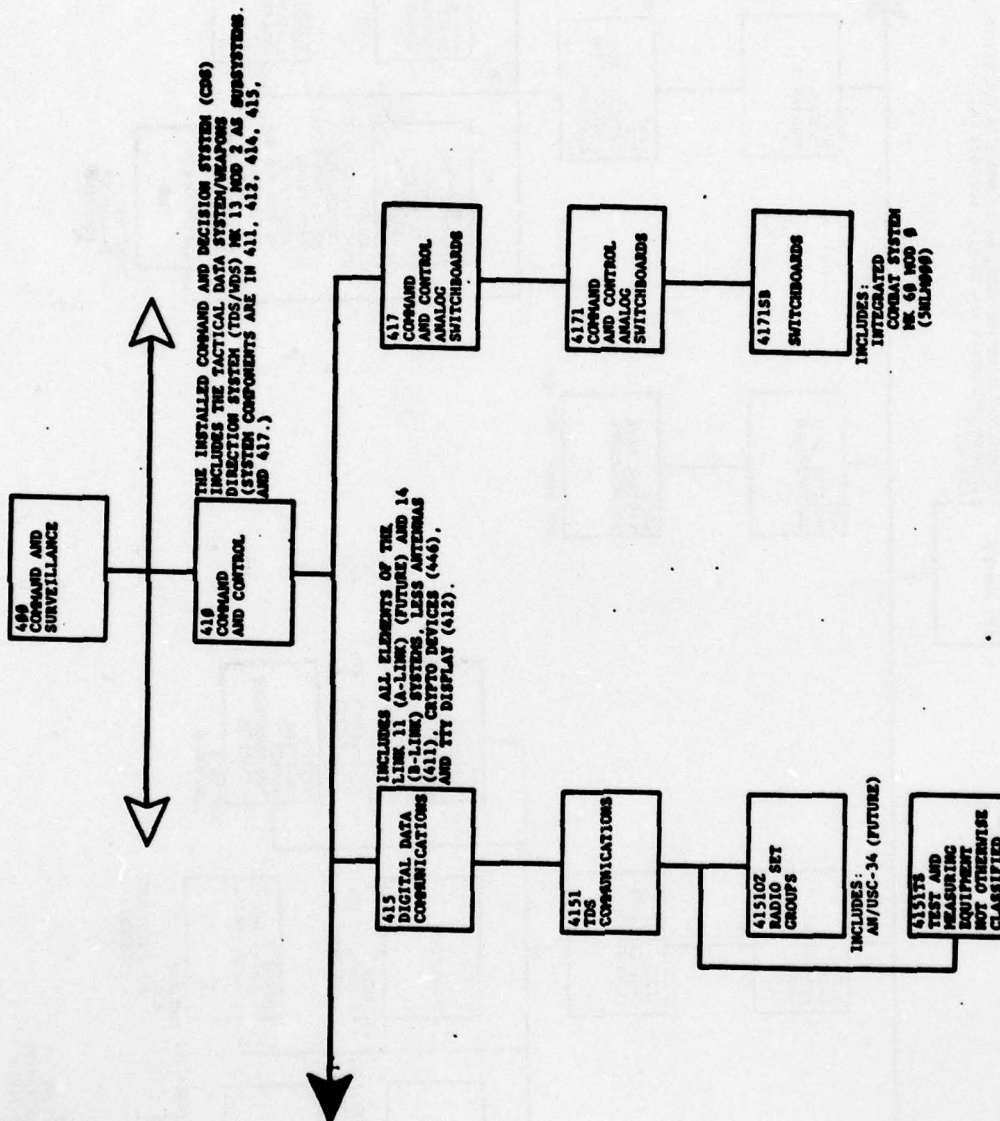 400
COMMAND AND
SURVEILLANCE
410
COMMAND
AND CONTROL
THE INSTALLED COMMAND AND DECISION SYSTEM (CDS)
INCLUDES THE TACTICAL DATA SYSTEM/WEAPONS
DIRECTION SYSTEM (TDS/WDS) MK 13 MOD 2 AS SUBSYSTEMS.
(SYSTEM COMPONENTS ARE IN 411, 412, 414, 415,
AND 417.)
415
DIGITAL DATA
COMMUNICATIONS
INCLUDES ALL ELEMENTS OF THE
LINK 11 (A-LINK) (FUTURE) AND 14
(B-LINK) SYSTEMS, LESS ANTENNAS
(411), CRYPTO DEVICES (446),
AND TTY DISPLAY (412).
4151
TDS
COMMUNICATIONS
41510Z
RADIO SET
GROUPS
INCLUDES:
AN/USC-34 (FUTURE)
4151TS
TEST AND
MEASURING
EQUIPMENT
NOT OTHERWISE
CLASSIFIED
417
COMMAND
AND CONTROL
ANALOG
SWITCHBOARDS
4171
COMMAND
AND CONTROL
ANALOG
SWITCHBOARDS
4171SB
SWITCHBOARDS
INCLUDES:
INTEGRATED
COMBAT SYSTEM
MK 60 MOD 0